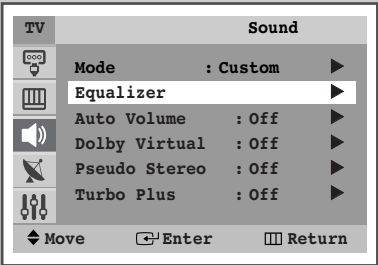 TV Sound
Mode : Custom
Equalizer
Auto Volume : Off
Dolby Virtual : Off
Pseudo Stereo : Off
Turbo Plus : Off
Move Enter Return